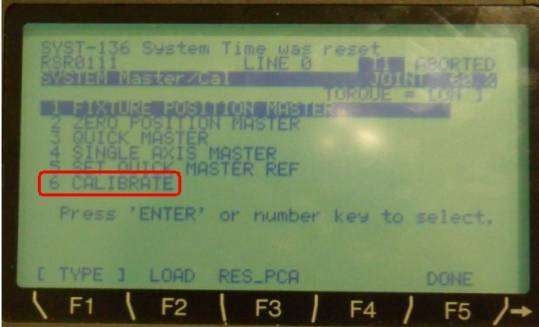 SYST-136 System Time was reset
RSR0111 LINE 0 T1 ABORTED
SYSTEM Master/Cal JOINT 30 %
TORQUE = [ON ]
1 FIXTURE POSITION MASTER
2 ZERO POSITION MASTER
3 QUICK MASTER
4 SINGLE AXIS MASTER
5 SET QUICK MASTER REF
6 CALIBRATE
Press 'ENTER' or number key to select.
[ TYPE ] LOAD RES_PCA DONE
F1 F2 F3 F4 F5